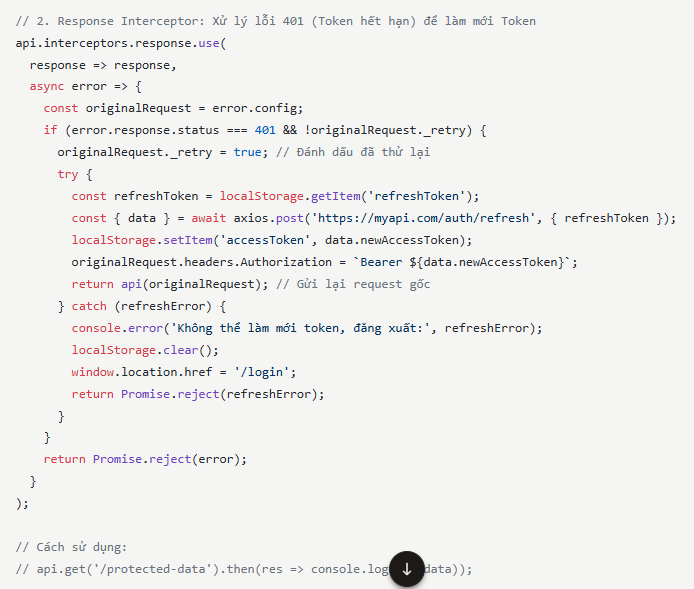 // 2. Response Interceptor: Xử lý lỗi 401 (Token hết hạn) để làm mới Token
api.interceptors.response.use(
  response => response,
  async error => {
    const originalRequest = error.config;
    if (error.response.status === 401 && !originalRequest._retry) {
      originalRequest._retry = true; // Đánh dấu đã thử lại
      try {
        const refreshToken = localStorage.getItem('refreshToken');
        const { data } = await axios.post('https://myapi.com/auth/refresh', { refreshToken });
        localStorage.setItem('accessToken', data.newAccessToken);
        originalRequest.headers.Authorization = `Bearer ${data.newAccessToken}`;
        return api(originalRequest); // Gửi lại request gốc
      } catch (refreshError) {
        console.error('Không thể làm mới token, đăng xuất:', refreshError);
        localStorage.clear();
        window.location.href = '/login';
        return Promise.reject(refreshError);
      }
    }
    return Promise.reject(error);
  }
);
// Cách sử dụng:
// api.get('/protected-data').then(res => console.log data));